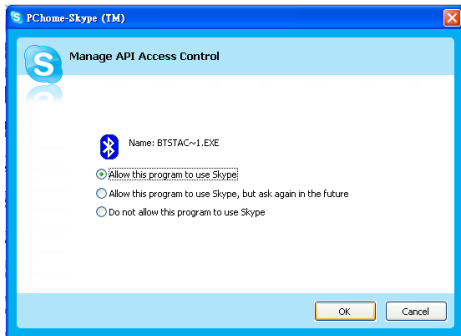 PChome-Skype (TM)
Manage API Access Control
Name: BTSTAC~1.EXE
Allow this program to use Skype
Allow this program to use Skype, but ask again in the future
Do not allow this program to use Skype
OK
Cancel